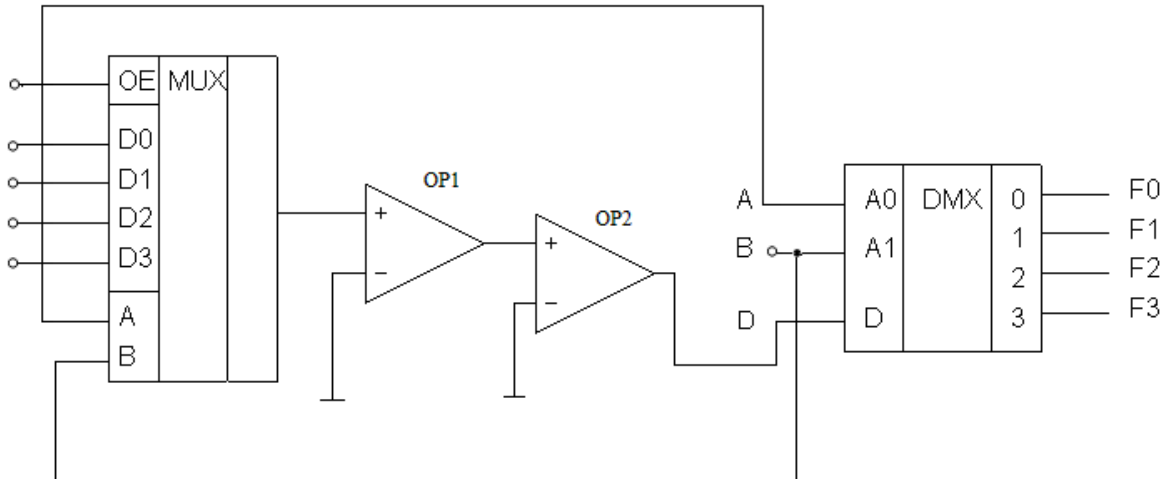 OE MUX
D0
D1
D2
D3
A
B
OP1
+
−
OP2
+
−
A
B
D
A0 DMX 0
A1 1
2
D 3
F0
F1
F2
F3